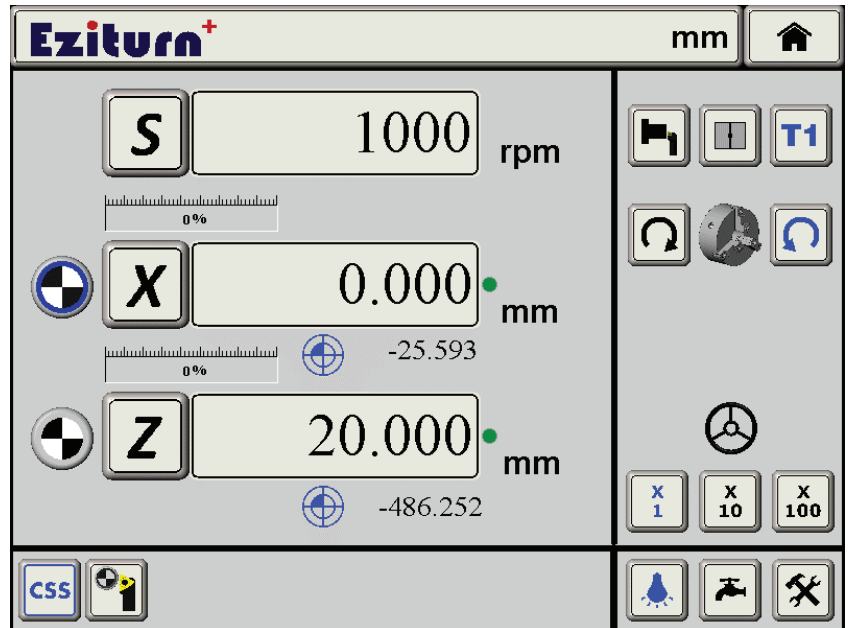 Eziturn+ mm
S 1000 rpm
T1
0%
X 0.000 mm
-25.593
0%
Z 20.000 mm
-486.252
X 1 X 10 X 100
CSS